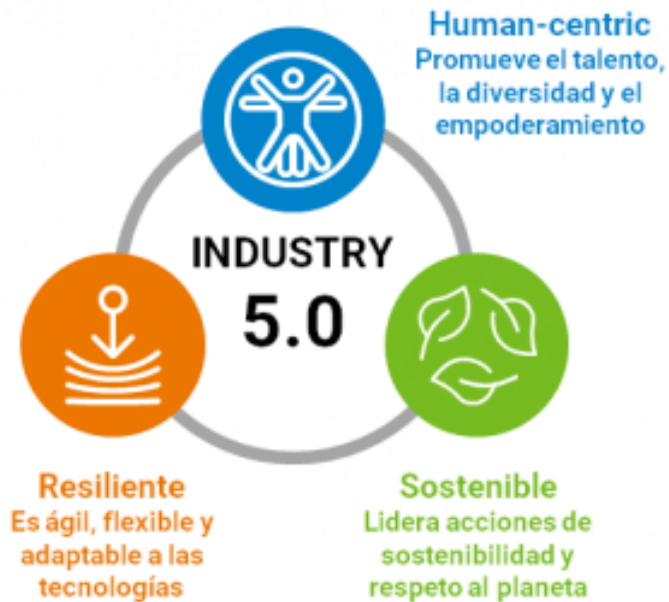 Human-centric
Promueve el talento,
la diversidad y el
empoderamiento
INDUSTRY
5.0
Resiliente
Es ágil, flexible y
adaptable a las
tecnologías
Sostenible
Lidera acciones de
sostenibilidad y
respeto al planeta